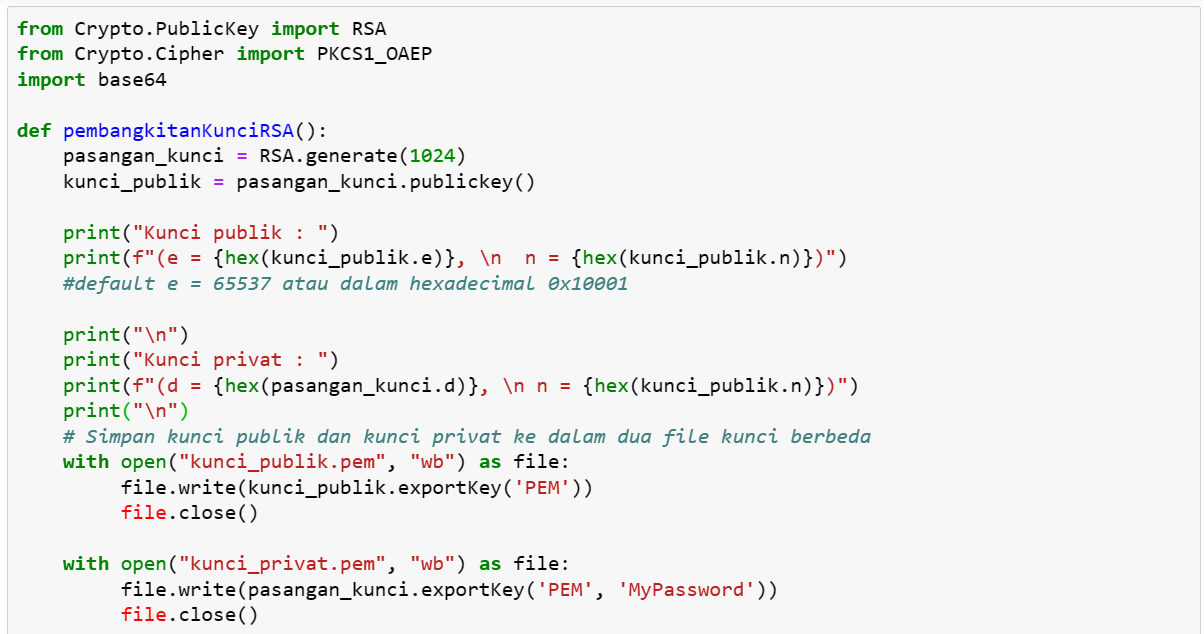 from Crypto.PublicKey import RSA
from Crypto.Cipher import PKCS1_OAEP
import base64

def pembangkitanKunciRSA():
    pasangan_kunci = RSA.generate(1024)
    kunci_publik = pasangan_kunci.publickey()

    print("Kunci publik : ")
    print(f"(e = {hex(kunci_publik.e)}, \n  n = {hex(kunci_publik.n)})")
    #default e = 65537 atau dalam hexadecimal 0x10001

    print("\n")
    print("Kunci privat : ")
    print(f"(d = {hex(pasangan_kunci.d)}, \n n = {hex(kunci_publik.n)})")
    print("\n")
    # Simpan kunci publik dan kunci privat ke dalam dua file kunci berbeda
    with open("kunci_publik.pem", "wb") as file:
         file.write(kunci_publik.exportKey('PEM'))
         file.close()

    with open("kunci_privat.pem", "wb") as file:
         file.write(pasangan_kunci.exportKey('PEM', 'MyPassword'))
         file.close()